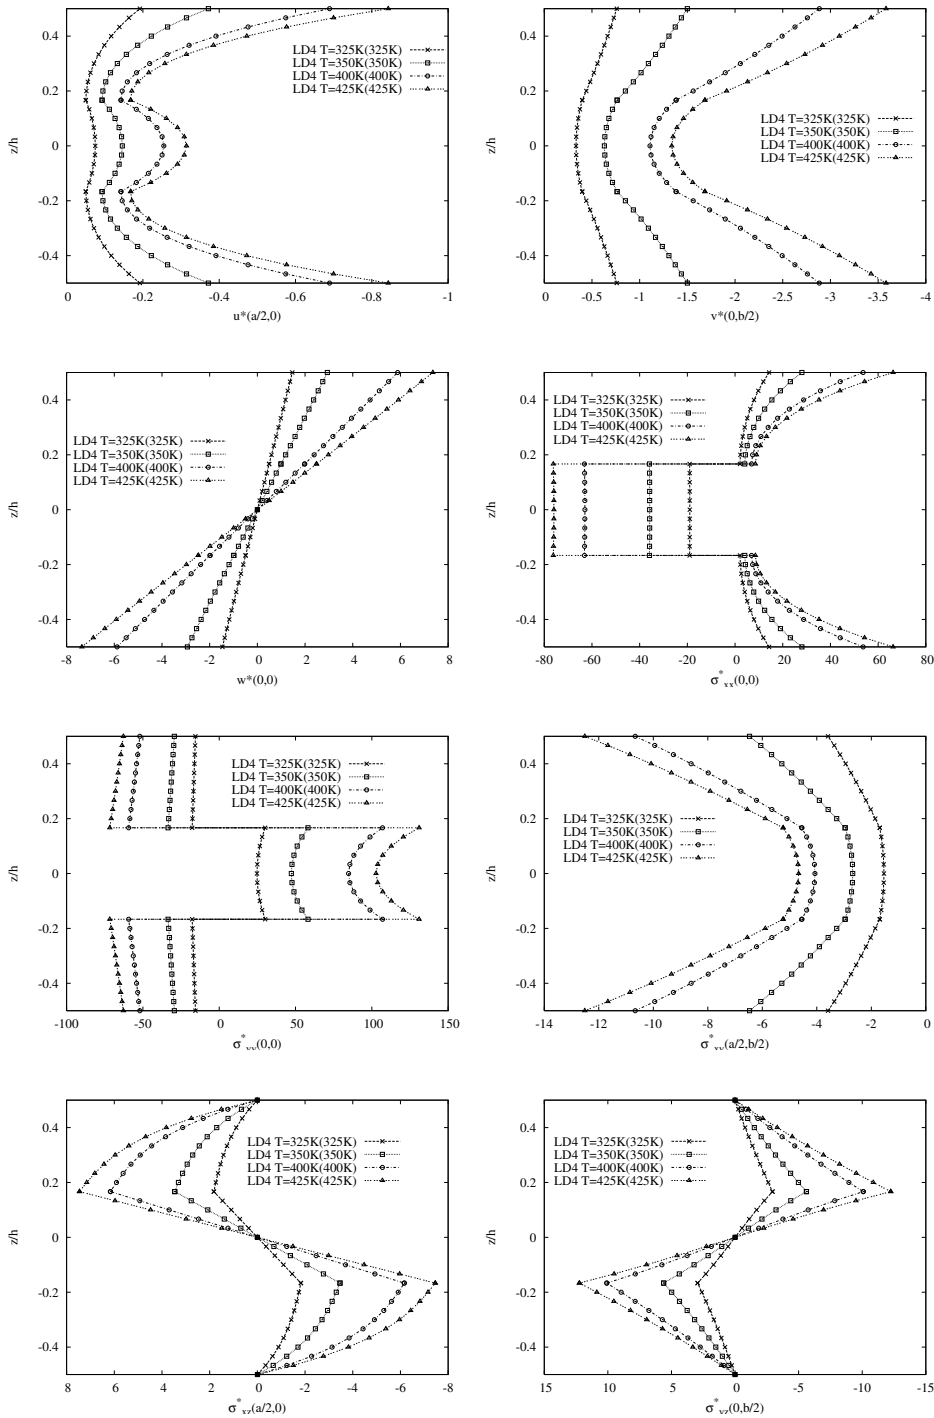 0.4
0.2
0
-0.2
-0.4
z/h
LD4 T=325K(325K)
LD4 T=350K(350K)
LD4 T=400K(400K)
LD4 T=425K(425K)
0 -0.2 -0.4 -0.6 -0.8 -1
u*(a/2,0)
0.4
0.2
0
-0.2
-0.4
z/h
LD4 T=325K(325K)
LD4 T=350K(350K)
LD4 T=400K(400K)
LD4 T=425K(425K)
0 -0.5 -1 -1.5 -2 -2.5 -3 -3.5 -4
v*(0,b/2)
0.4
0.2
0
-0.2
-0.4
z/h
LD4 T=325K(325K)
LD4 T=350K(350K)
LD4 T=400K(400K)
LD4 T=425K(425K)
-8 -6 -4 -2 0 2 4 6 8
w*(0,0)
0.4
0.2
0
-0.2
-0.4
z/h
LD4 T=325K(325K)
LD4 T=350K(350K)
LD4 T=400K(400K)
LD4 T=425K(425K)
-80 -60 -40 -20 0 20 40 60 80
σ*xx(0,0)
0.4
0.2
0
-0.2
-0.4
z/h
LD4 T=325K(325K)
LD4 T=350K(350K)
LD4 T=400K(400K)
LD4 T=425K(425K)
-100 -50 0 50 100 150
σ*yy(0,0)
0.4
0.2
0
-0.2
-0.4
z/h
LD4 T=325K(325K)
LD4 T=350K(350K)
LD4 T=400K(400K)
LD4 T=425K(425K)
-14 -12 -10 -8 -6 -4 -2 0
σ*xy(a/2,b/2)
0.4
0.2
0
-0.2
-0.4
z/h
LD4 T=325K(325K)
LD4 T=350K(350K)
LD4 T=400K(400K)
LD4 T=425K(425K)
8 6 4 2 0 -2 -4 -6 -8
σ*xz(a/2,0)
0.4
0.2
0
-0.2
-0.4
z/h
LD4 T=325K(325K)
LD4 T=350K(350K)
LD4 T=400K(400K)
LD4 T=425K(425K)
15 10 5 0 -5 -10 -15
σ*yz(0,b/2)